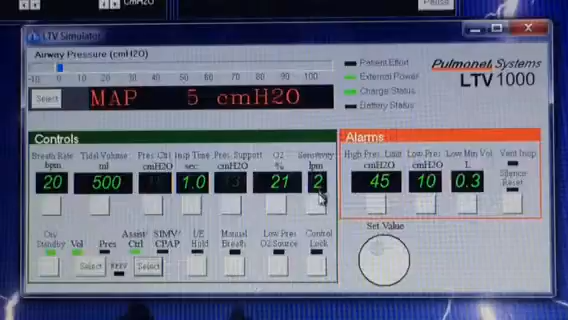 CmH2O
Pause
LTV Simulator
Airway Pressure (cmH2O)
-10 0 10 20 30 40 50 60 70 80 90 100
Select
MAP 5 cmH2O
Patient Effort
External Power
Charge Status
Battery Status
Pulmonet Systems
LTV 1000
Controls
Breath Rate bpm
Tidal Volume ml
Pres. Ctrl cmH2O
Insp Time sec
Pres. Support cmH2O
O2 %
Sensitivity lpm
20 500 1.0 21 2
Alarms
High Pres. Limit cmH2O
Low Pres. cmH2O
Low Min Vol. L
Vent Inop
45 10 0.3
Silence Reset
On/ Standby
Vol
Pres
Assist/ Ctrl
SIMV/ CPAP
I/E Hold
Manual Breath
Low Pres O2 Source
Control Lock
Select
Select
Set Value